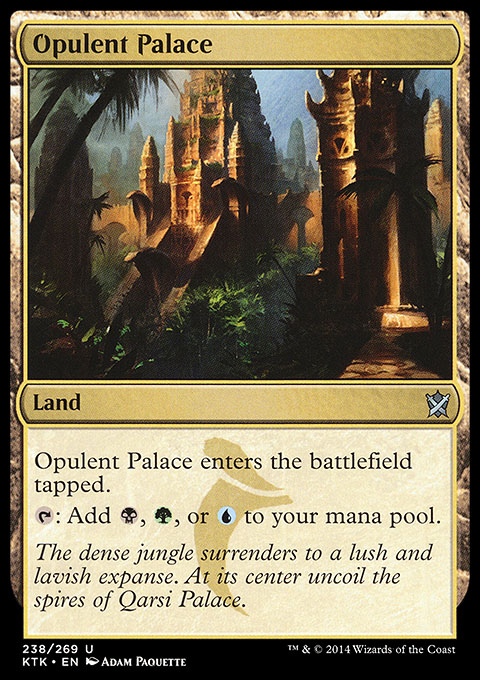 Opulent Palace
Land
Opulent Palace enters the battlefield
tapped.
: Add , , or to your mana pool.
The dense jungle surrenders to a lush and
lavish expanse. At its center uncoil the
spires of Qarsi Palace.
238/269 U
KTK • EN Adam Paquette
™ & © 2014 Wizards of the Coast